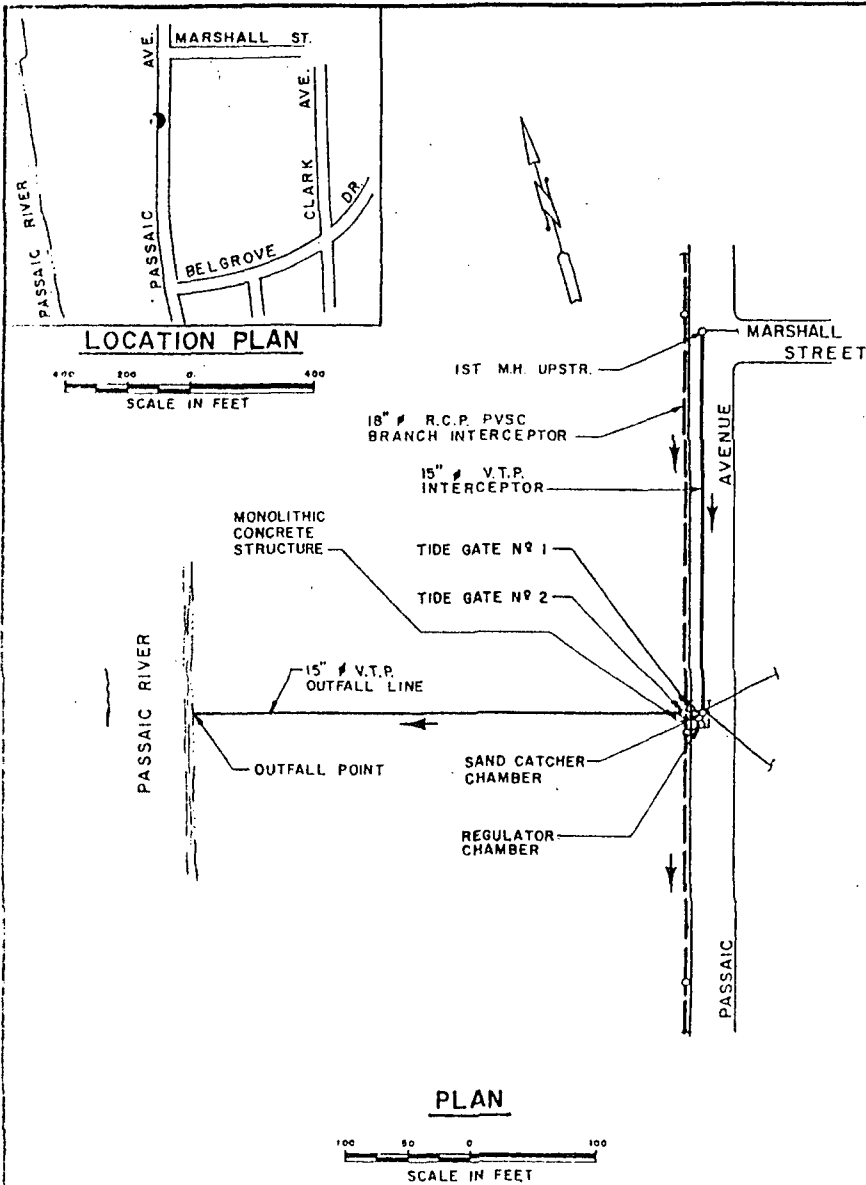 MARSHALL ST.
PASSAIC AVE.
CLARK AVE.
BELGROVE DR.
PASSAIC RIVER
LOCATION PLAN
400 200 0 400
SCALE IN FEET
MARSHALL
STREET
1ST M.H. UPSTR.
18" ø R.C.P. PVSC
BRANCH INTERCEPTOR
AVENUE
15" ø V.T.P.
INTERCEPTOR
MONOLITHIC
CONCRETE
STRUCTURE
TIDE GATE Nº 1
TIDE GATE Nº 2
15" ø V.T.P.
OUTFALL LINE
PASSAIC RIVER
OUTFALL POINT
SAND CATCHER
CHAMBER
REGULATOR
CHAMBER
PASSAIC
PLAN
100 50 0 100
SCALE IN FEET